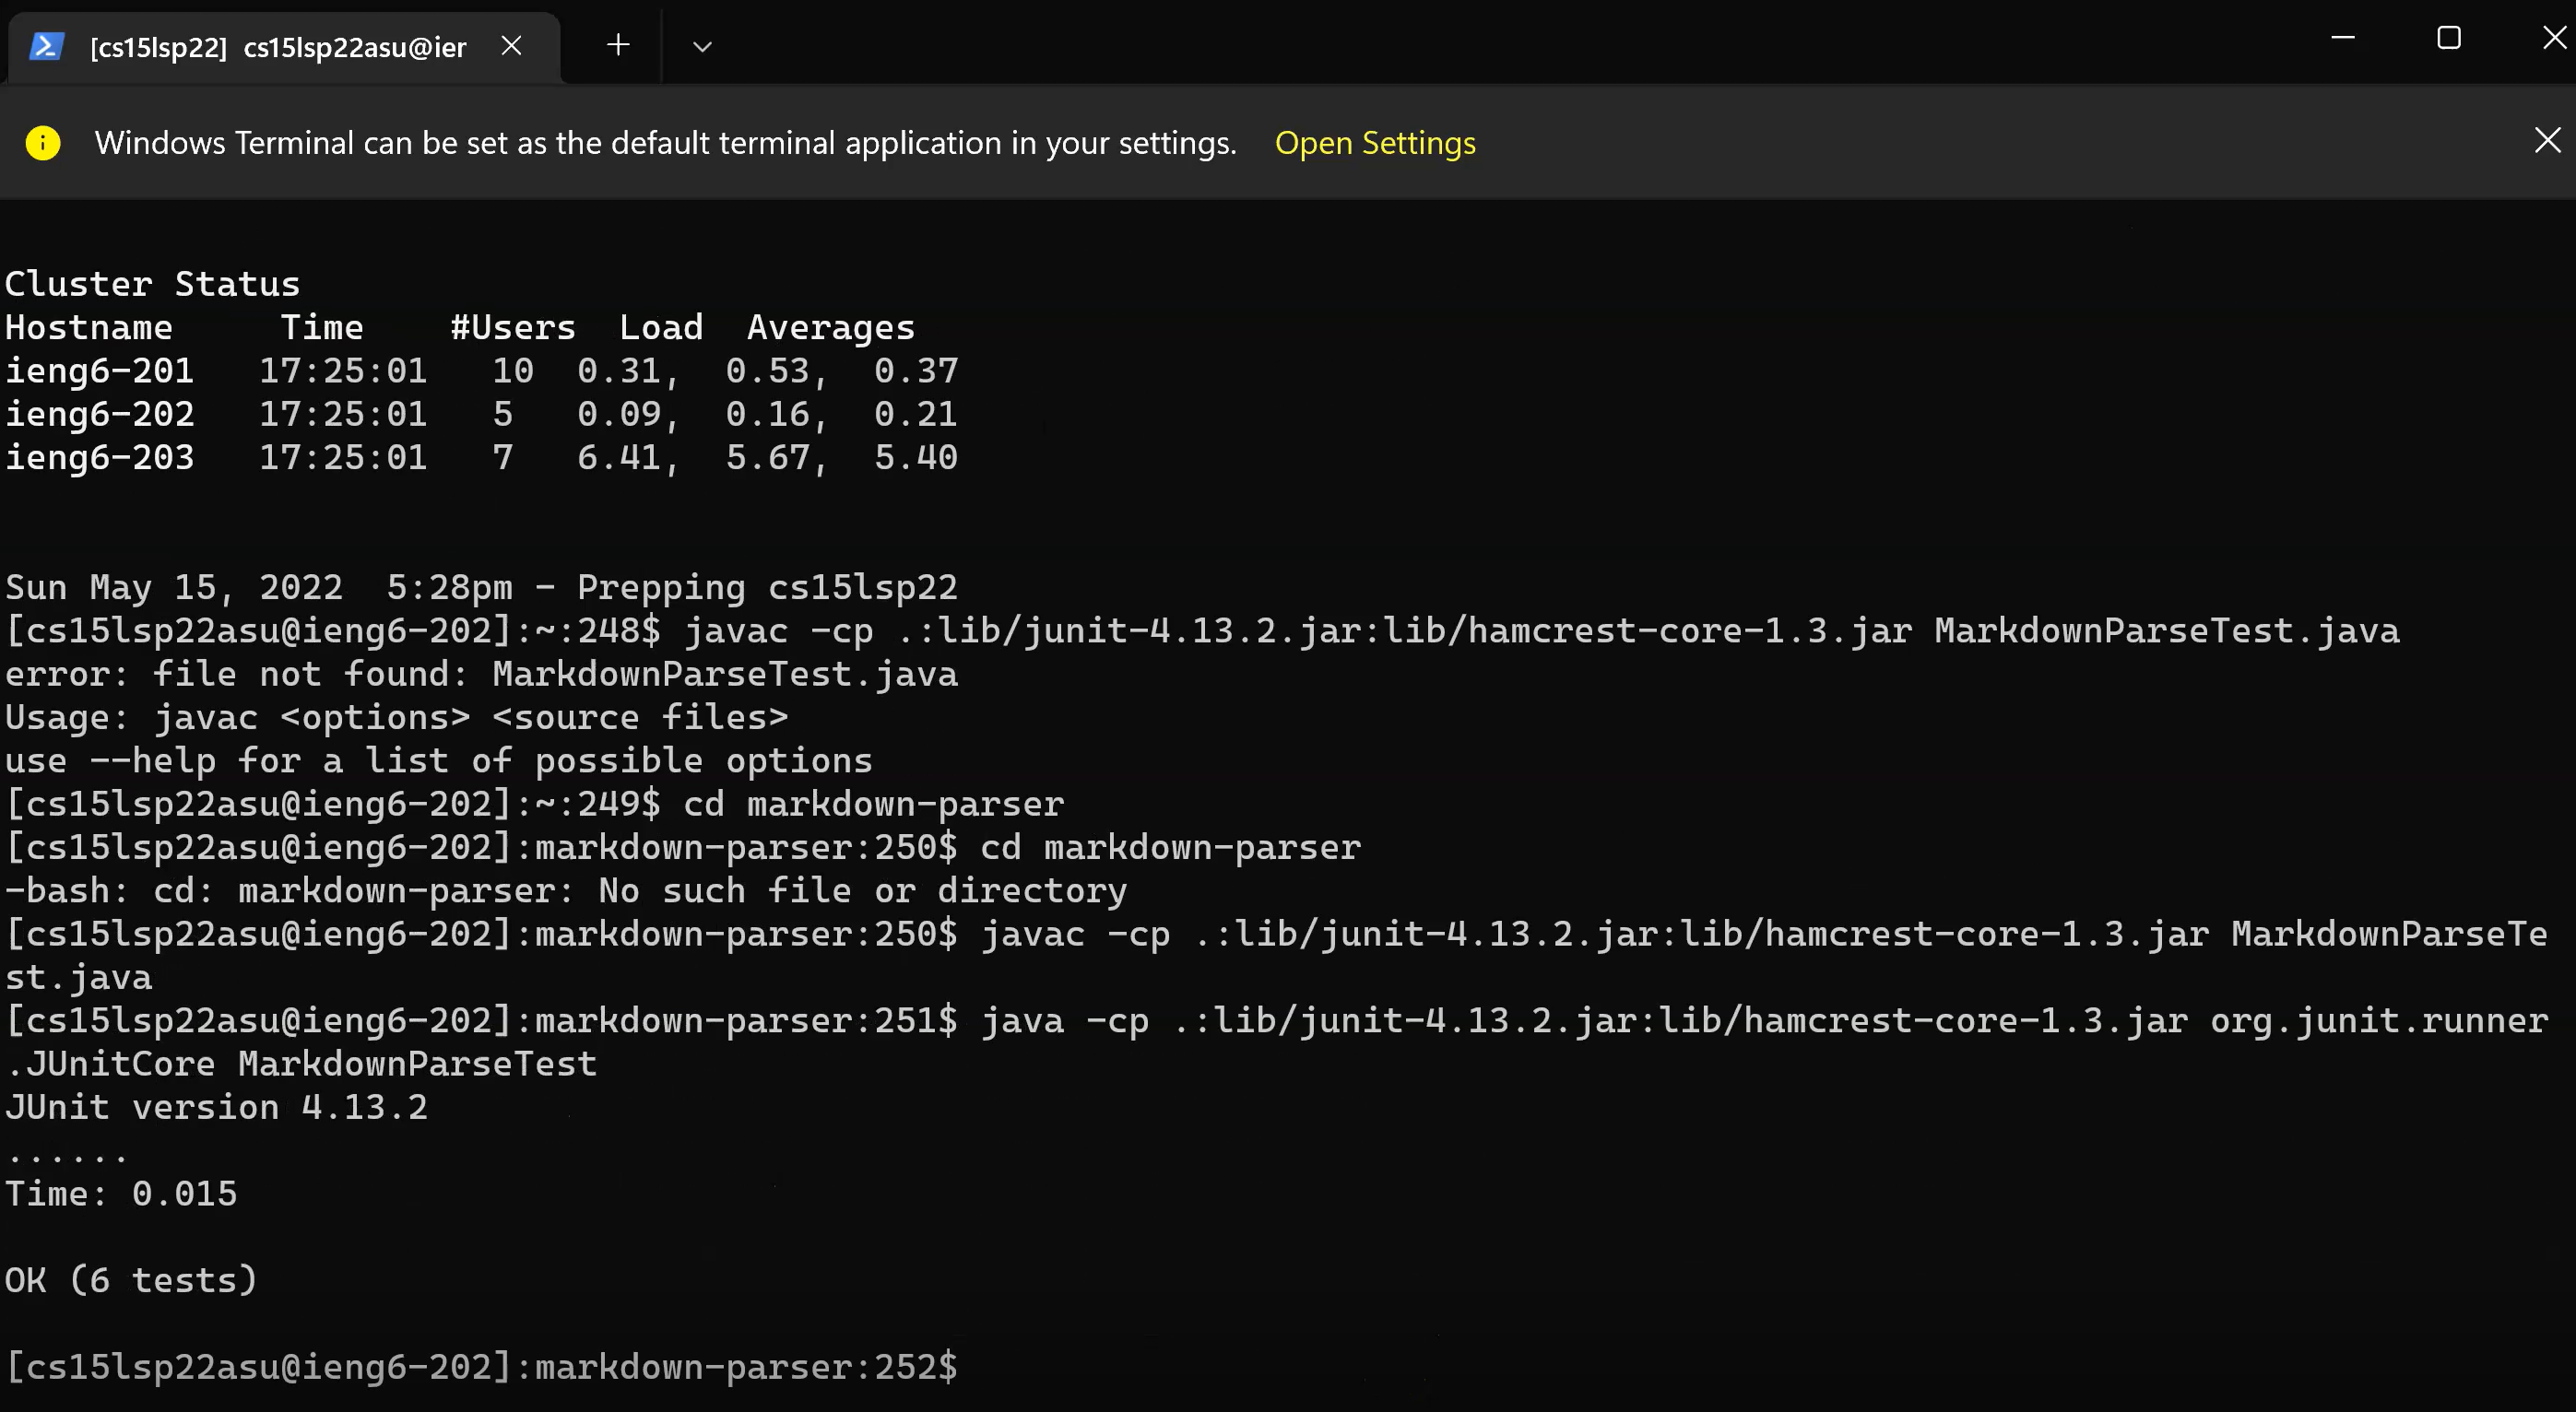 [cs15lsp22] cs15lsp22asu@ier
Windows Terminal can be set as the default terminal application in your settings. Open Settings
Cluster Status
Hostname     Time    #Users  Load  Averages
ieng6-201   17:25:01   10  0.31,  0.53,  0.37
ieng6-202   17:25:01   5   0.09,  0.16,  0.21
ieng6-203   17:25:01   7   6.41,  5.67,  5.40
Sun May 15, 2022  5:28pm - Prepping cs15lsp22
[cs15lsp22asu@ieng6-202]:~:248$ javac -cp .:lib/junit-4.13.2.jar:lib/hamcrest-core-1.3.jar MarkdownParseTest.java
error: file not found: MarkdownParseTest.java
Usage: javac <options> <source files>
use --help for a list of possible options
[cs15lsp22asu@ieng6-202]:~:249$ cd markdown-parser
[cs15lsp22asu@ieng6-202]:markdown-parser:250$ cd markdown-parser
-bash: cd: markdown-parser: No such file or directory
[cs15lsp22asu@ieng6-202]:markdown-parser:250$ javac -cp .:lib/junit-4.13.2.jar:lib/hamcrest-core-1.3.jar MarkdownParseTe
st.java
[cs15lsp22asu@ieng6-202]:markdown-parser:251$ java -cp .:lib/junit-4.13.2.jar:lib/hamcrest-core-1.3.jar org.junit.runner
.JUnitCore MarkdownParseTest
JUnit version 4.13.2
......
Time: 0.015
OK (6 tests)
[cs15lsp22asu@ieng6-202]:markdown-parser:252$